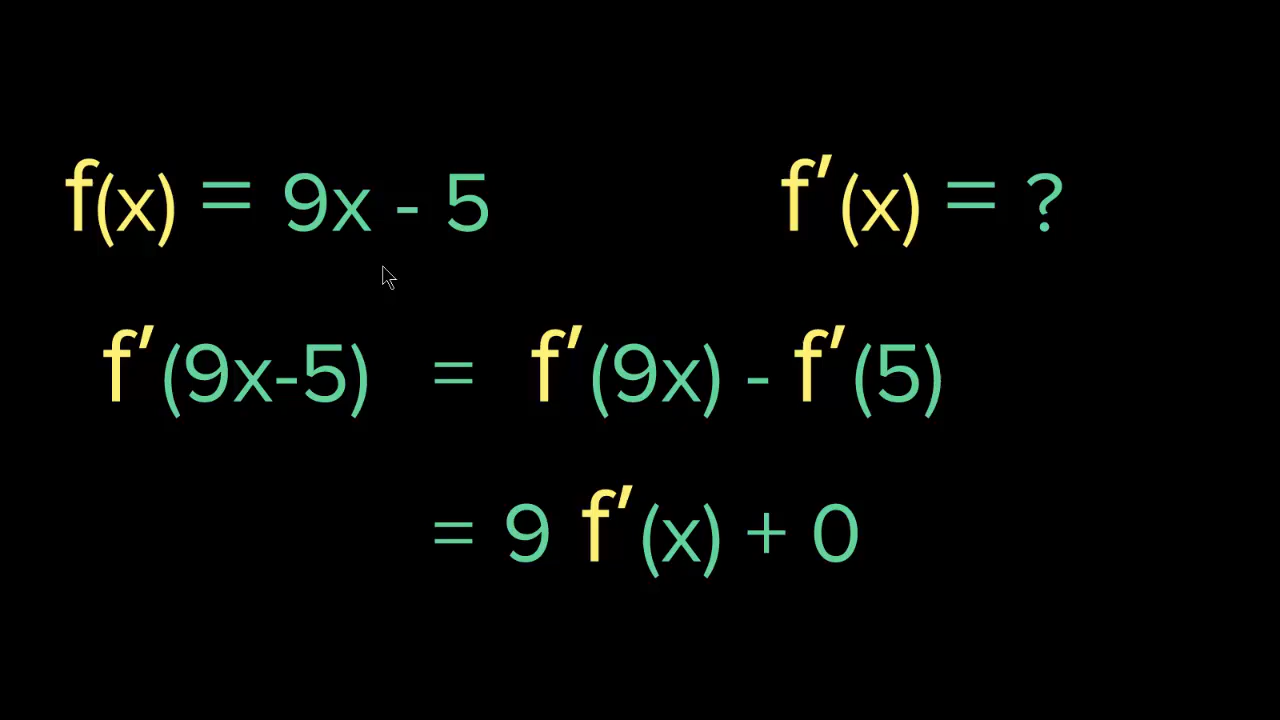 f(x) = 9x - 5 f′(x) = ?
f′(9x-5) = f′(9x) - f′(5)
= 9 f′(x) + 0